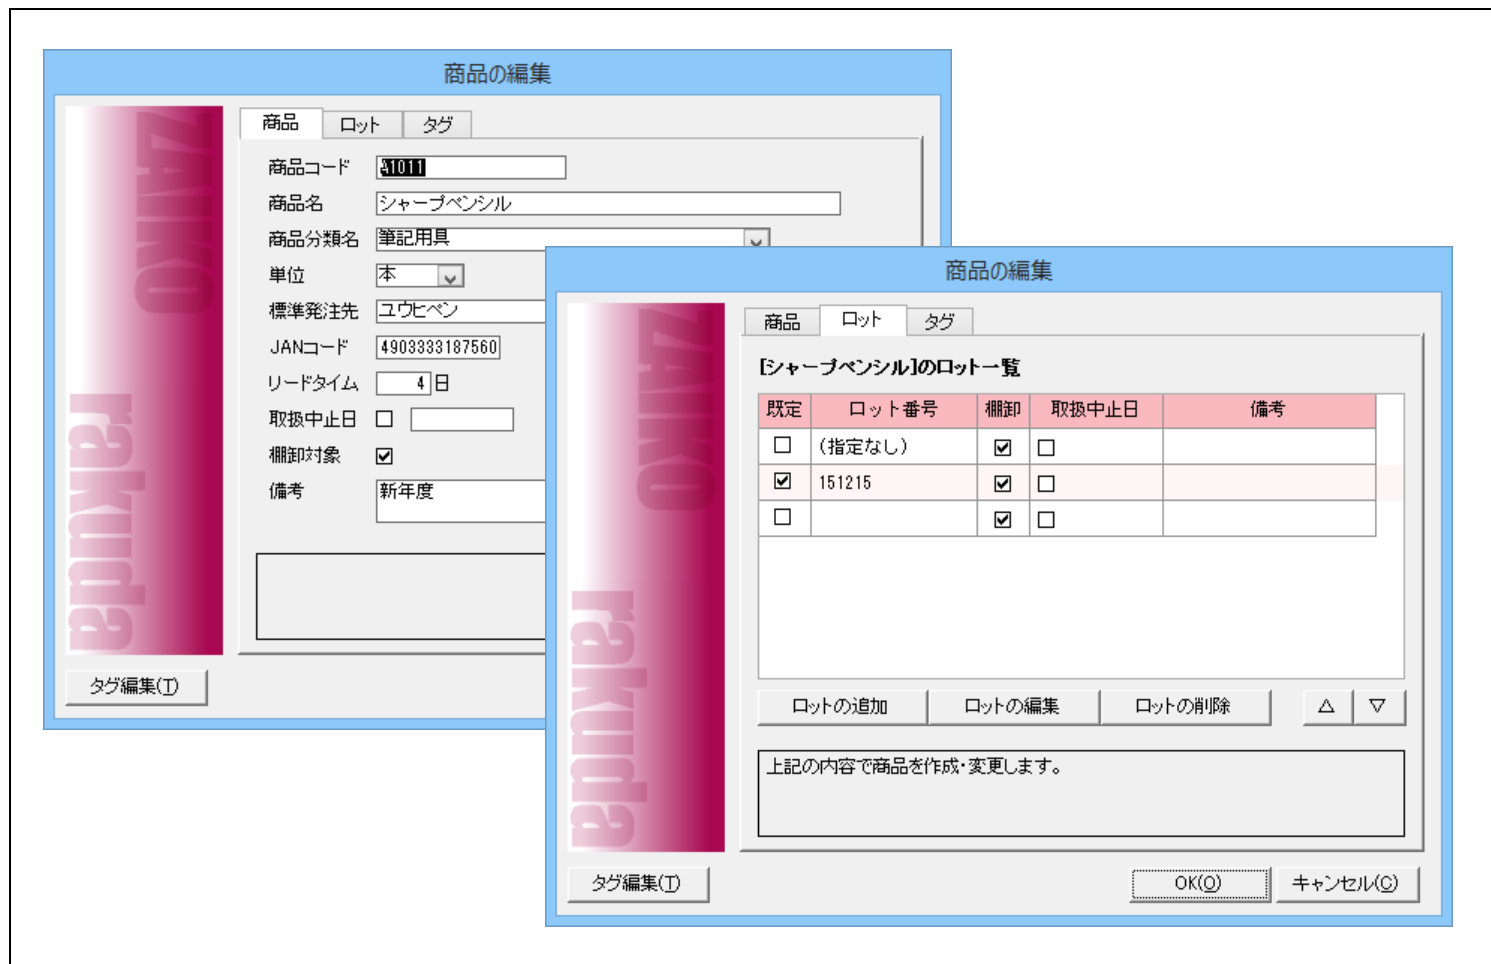 商品の編集
ZAIKO
rakuda
商品 ロット タグ
商品コード A1011
商品名 シャープペンシル
商品分類名 筆記用具
単位 本
標準発注先 ユウヒペン
JANコード 4903333187560
リードタイム 4 日
取扱中止日
棚卸対象
備考 新年度
タグ編集(T)
商品の編集
ZAIKO
rakuda
商品 ロット タグ
[シャープペンシル]のロット一覧
既定 ロット番号 棚卸 取扱中止日 備考
(指定なし)
151215
ロットの追加 ロットの編集 ロットの削除 △ ▽
上記の内容で商品を作成・変更します。
タグ編集(T) OK(O) キャンセル(C)